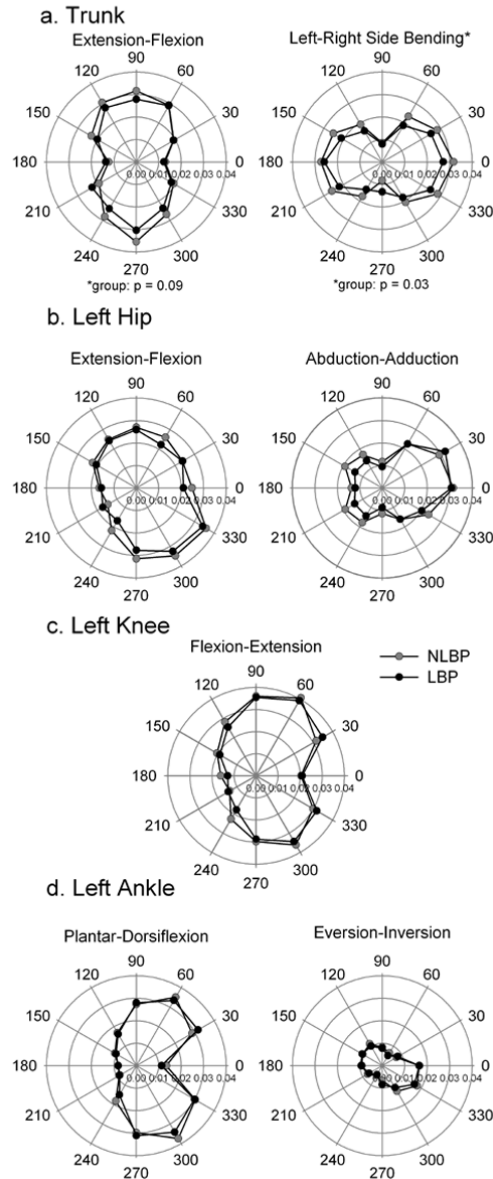 a. Trunk
Extension-Flexion
90
120 60
150 30
180 0.00 0.01 0.02 0.03 0.04 0
210 330
240 300
270
*group: p = 0.09
Left-Right Side Bending*
90
120 60
150 30
180 0.00 0.01 0.02 0.03 0.04 0
210 330
240 300
270
*group: p = 0.03
b. Left Hip
Extension-Flexion
90
120 60
150 30
180 0.00 0.01 0.02 0.03 0.04 0
210 330
240 300
270
Abduction-Adduction
90
120 60
150 30
180 0.00 0.01 0.02 0.03 0.04 0
210 330
240 300
270
c. Left Knee
Flexion-Extension
90
120 60
150 30
180 0.00 0.01 0.02 0.03 0.04 0
210 330
240 300
270
NLBP
LBP
d. Left Ankle
Plantar-Dorsiflexion
90
120 60
150 30
180 0.00 0.01 0.02 0.03 0.04 0
210 330
240 300
270
Eversion-Inversion
90
120 60
150 30
180 0.00 0.01 0.02 0.03 0.04 0
210 330
240 300
270